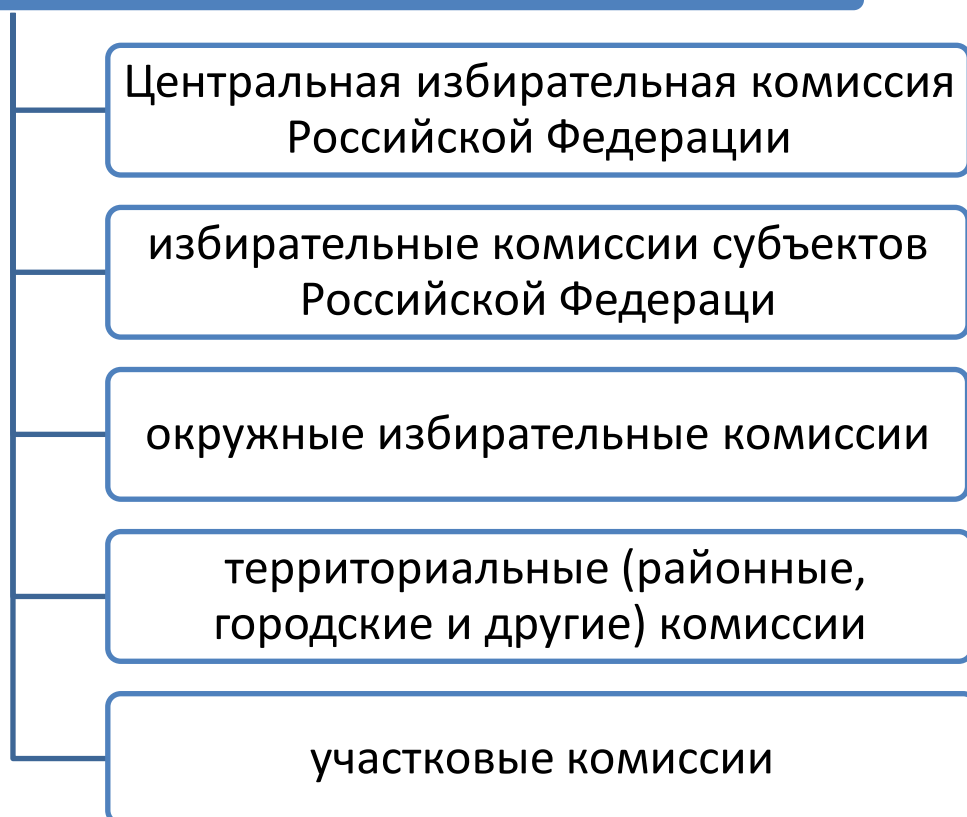 Центральная избирательная комиссия
Российской Федерации
избирательные комиссии субъектов
Российской Федераци
окружные избирательные комиссии
территориальные (районные,
городские и другие) комиссии
участковые комиссии